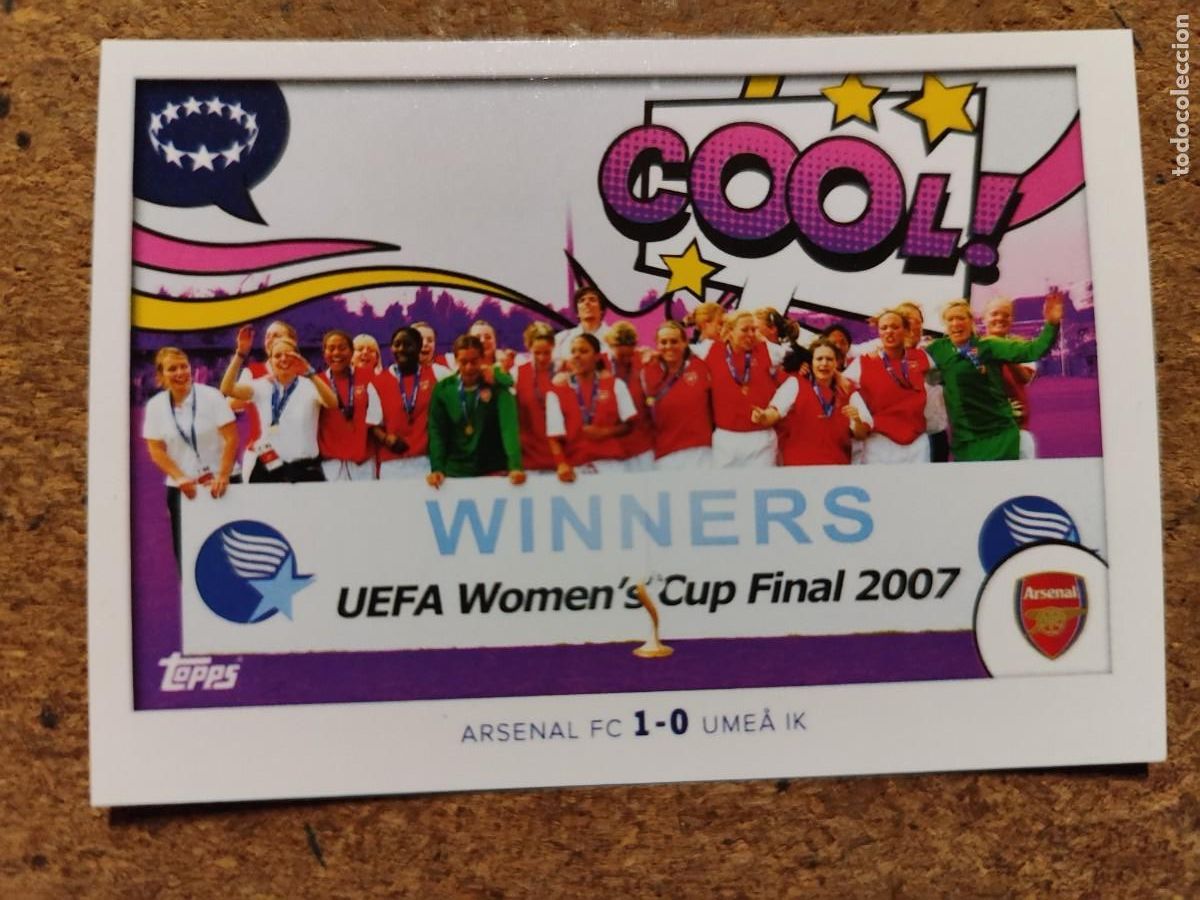 COOL!
WINNERS
UEFA Women's Cup Final 2007
Arsenal
TOPPS
ARSENAL FC 1-0 UMEÅ IK
todocoleccion